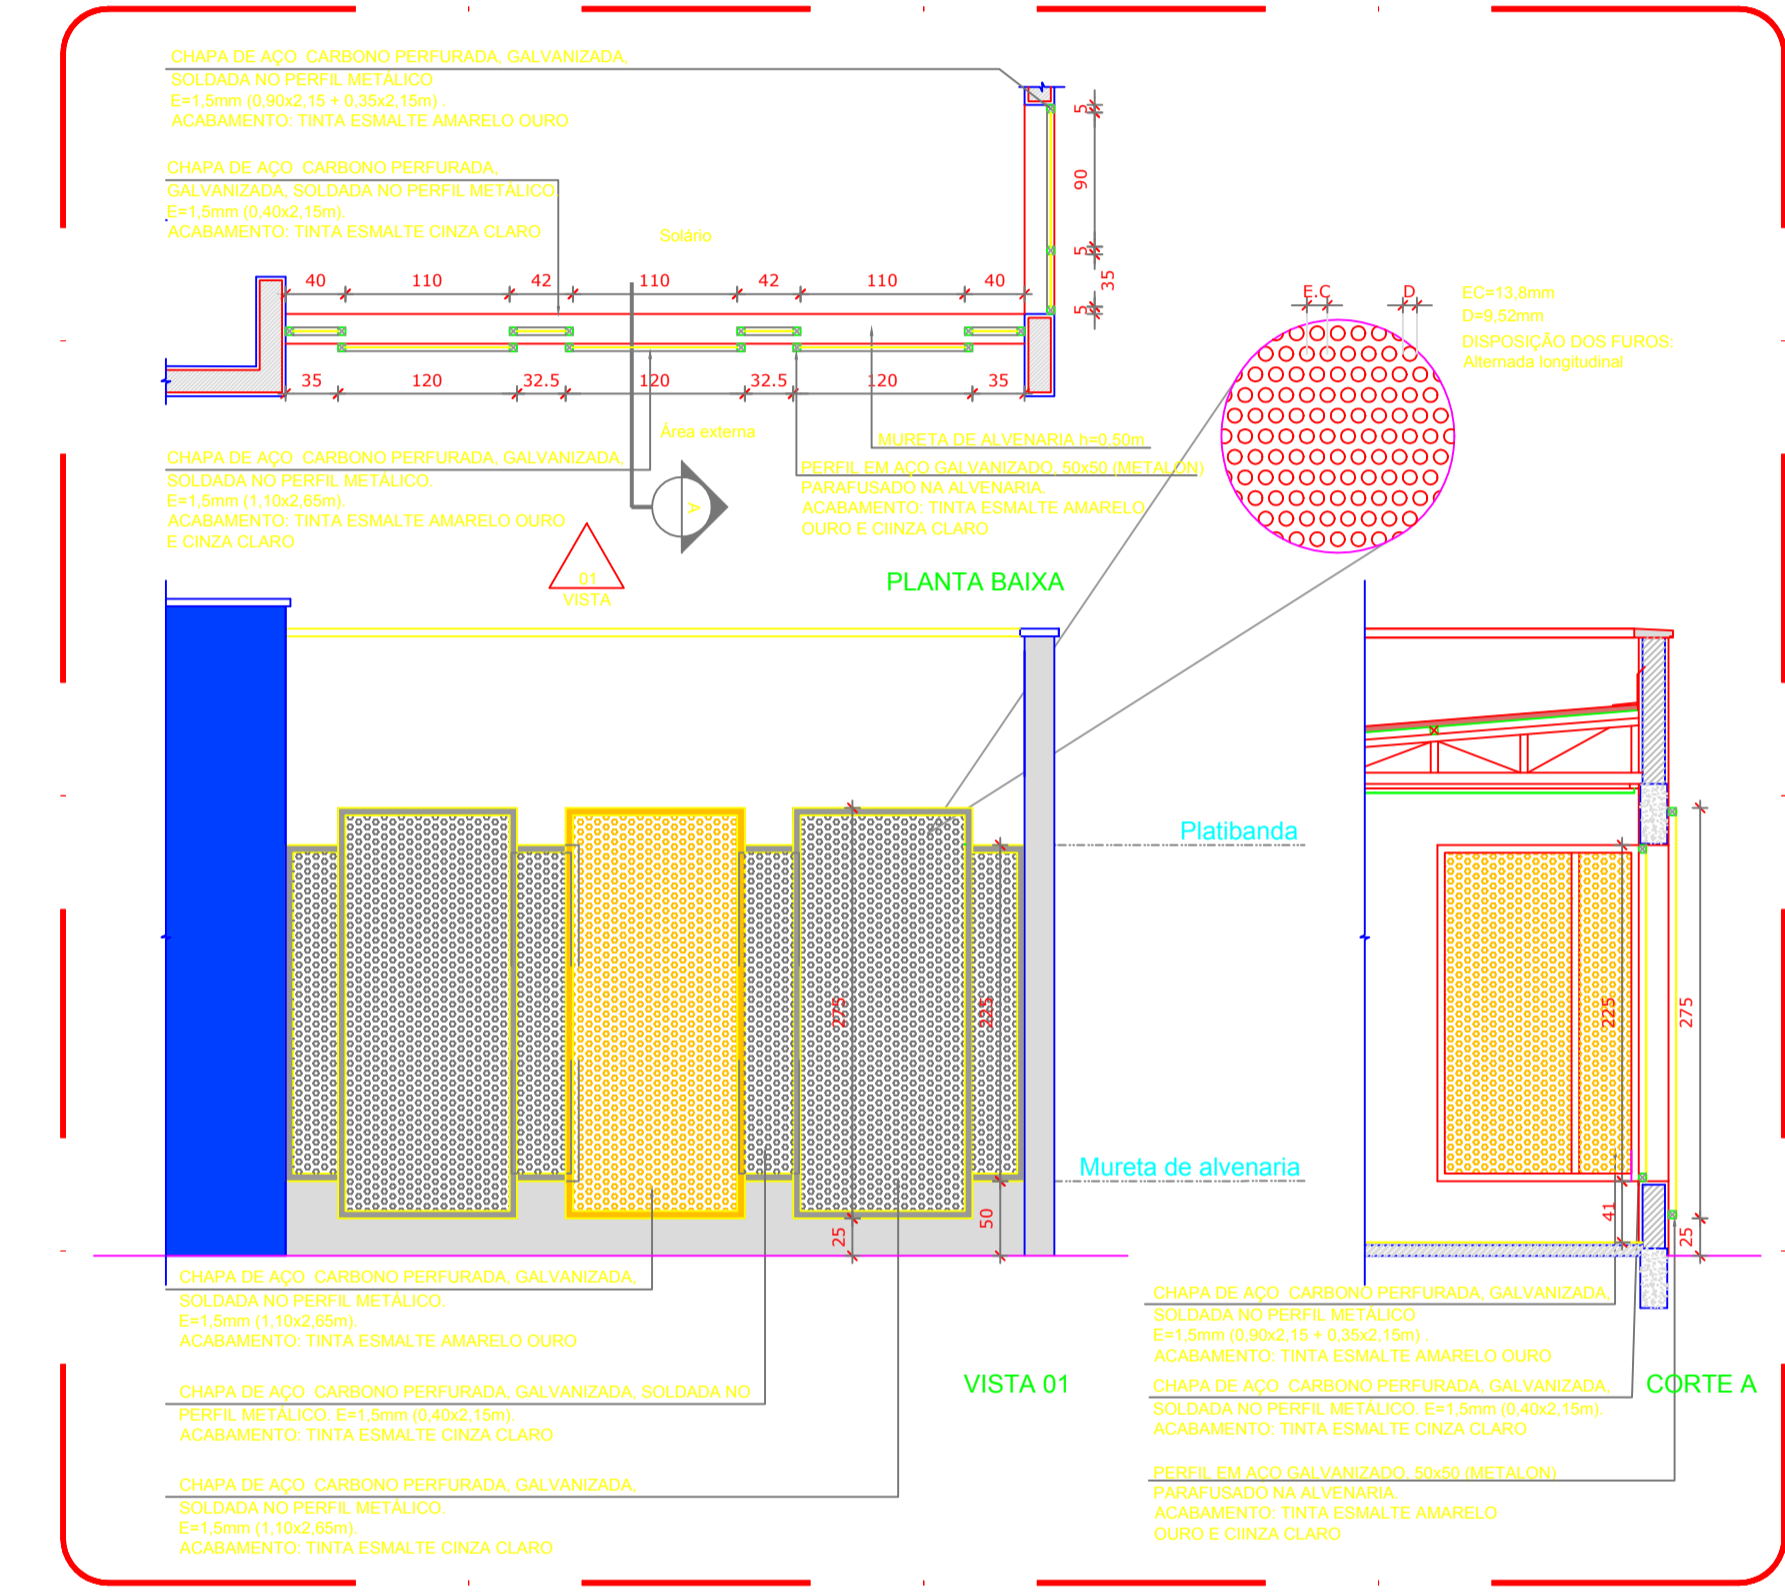 CHAPA DE AÇO CARBONO PERFURADA, GALVANIZADA,
SOLDADA NO PERFIL METÁLICO
E=1,5mm (0,90x2,15 + 0,35x2,15m) .
ACABAMENTO: TINTA ESMALTE AMARELO OURO
CHAPA DE AÇO CARBONO PERFURADA,
GALVANIZADA, SOLDADA NO PERFIL METÁLICO.
E=1,5mm (0,40x2,15m).
ACABAMENTO: TINTA ESMALTE CINZA CLARO
Solário
5
90
5
35
5
40 110 42 110 42 110 40
35 120 32.5 120 32.5 120 35
E.C D
EC=13,8mm
D=9,52mm
DISPOSIÇÃO DOS FUROS:
Alternada longitudinal
Área externa
MURETA DE ALVENARIA h=0,50m
CHAPA DE AÇO CARBONO PERFURADA, GALVANIZADA,
SOLDADA NO PERFIL METÁLICO.
E=1,5mm (1,10x2,65m).
ACABAMENTO: TINTA ESMALTE AMARELO OURO
E CINZA CLARO
PERFIL EM AÇO GALVANIZADO, 50x50 (METALON)
PARAFUSADO NA ALVENARIA.
ACABAMENTO: TINTA ESMALTE AMARELO
OURO E CIINZA CLARO
A
01
VISTA
PLANTA BAIXA
Platibanda
Mureta de alvenaria
275
225
25
50
225
275
41
25
CHAPA DE AÇO CARBONO PERFURADA, GALVANIZADA,
SOLDADA NO PERFIL METÁLICO.
E=1,5mm (1,10x2,65m).
ACABAMENTO: TINTA ESMALTE AMARELO OURO
CHAPA DE AÇO CARBONO PERFURADA, GALVANIZADA, SOLDADA NO
PERFIL METÁLICO. E=1,5mm (0,40x2,15m).
ACABAMENTO: TINTA ESMALTE CINZA CLARO
CHAPA DE AÇO CARBONO PERFURADA, GALVANIZADA,
SOLDADA NO PERFIL METÁLICO.
E=1,5mm (1,10x2,65m).
ACABAMENTO: TINTA ESMALTE CINZA CLARO
VISTA 01
CHAPA DE AÇO CARBONO PERFURADA, GALVANIZADA,
SOLDADA NO PERFIL METÁLICO
E=1,5mm (0,90x2,15 + 0,35x2,15m) .
ACABAMENTO: TINTA ESMALTE AMARELO OURO
CHAPA DE AÇO CARBONO PERFURADA, GALVANIZADA,
SOLDADA NO PERFIL METÁLICO. E=1,5mm (0,40x2,15m).
ACABAMENTO: TINTA ESMALTE CINZA CLARO
CORTE A
PERFIL EM AÇO GALVANIZADO, 50x50 (METALON)
PARAFUSADO NA ALVENARIA.
ACABAMENTO: TINTA ESMALTE AMARELO
OURO E CIINZA CLARO